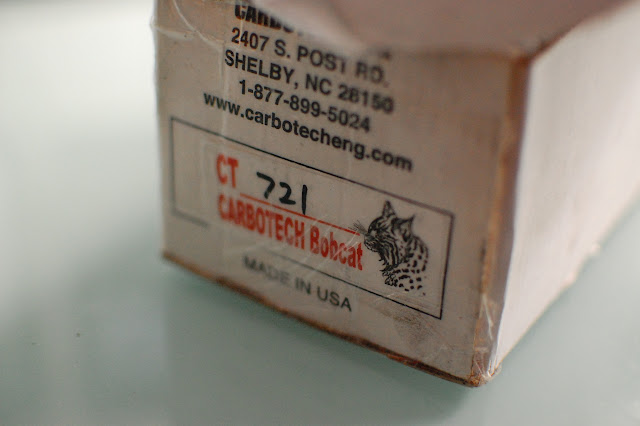 2407 S. POST RD.
SHELBY, NC 28150
1-877-899-5024
www.carbotecheng.com
CT 721
CARBOTECH Bobcat
MADE IN USA